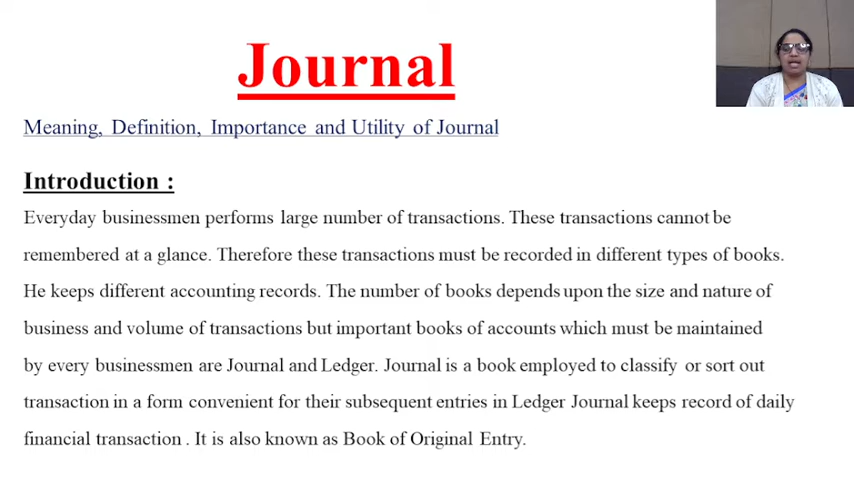 Journal
Meaning, Definition, Importance and Utility of Journal
Introduction :
Everyday businessmen performs large number of transactions. These transactions cannot be
remembered at a glance. Therefore these transactions must be recorded in different types of books.
He keeps different accounting records. The number of books depends upon the size and nature of
business and volume of transactions but important books of accounts which must be maintained
by every businessmen are Journal and Ledger. Journal is a book employed to classify or sort out
transaction in a form convenient for their subsequent entries in Ledger Journal keeps record of daily
financial transaction . It is also known as Book of Original Entry.